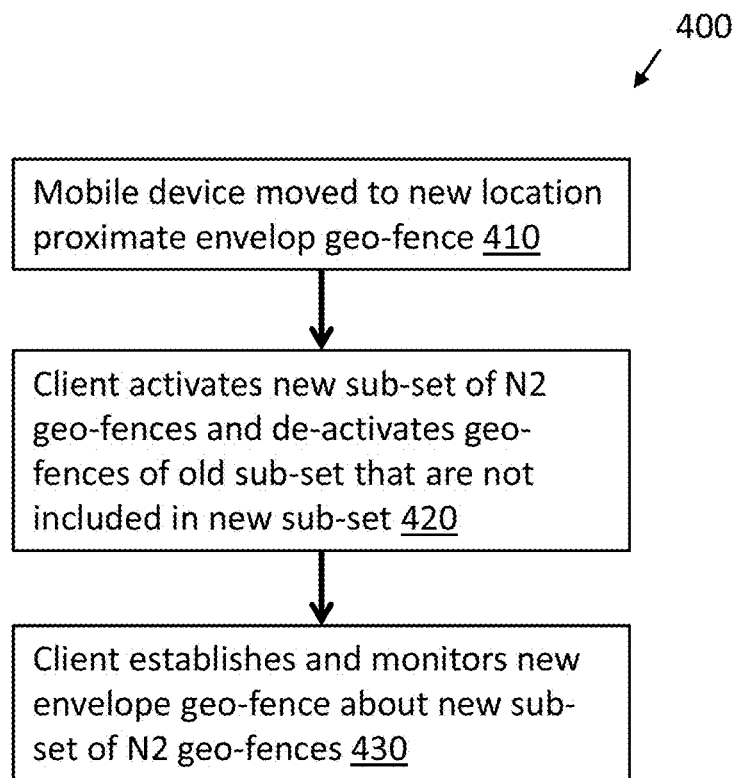 400
Mobile device moved to new location
proximate envelop geo-fence 410
Client activates new sub-set of N2
geo-fences and de-activates geo-
fences of old sub-set that are not
included in new sub-set 420
Client establishes and monitors new
envelope geo-fence about new sub-
set of N2 geo-fences 430